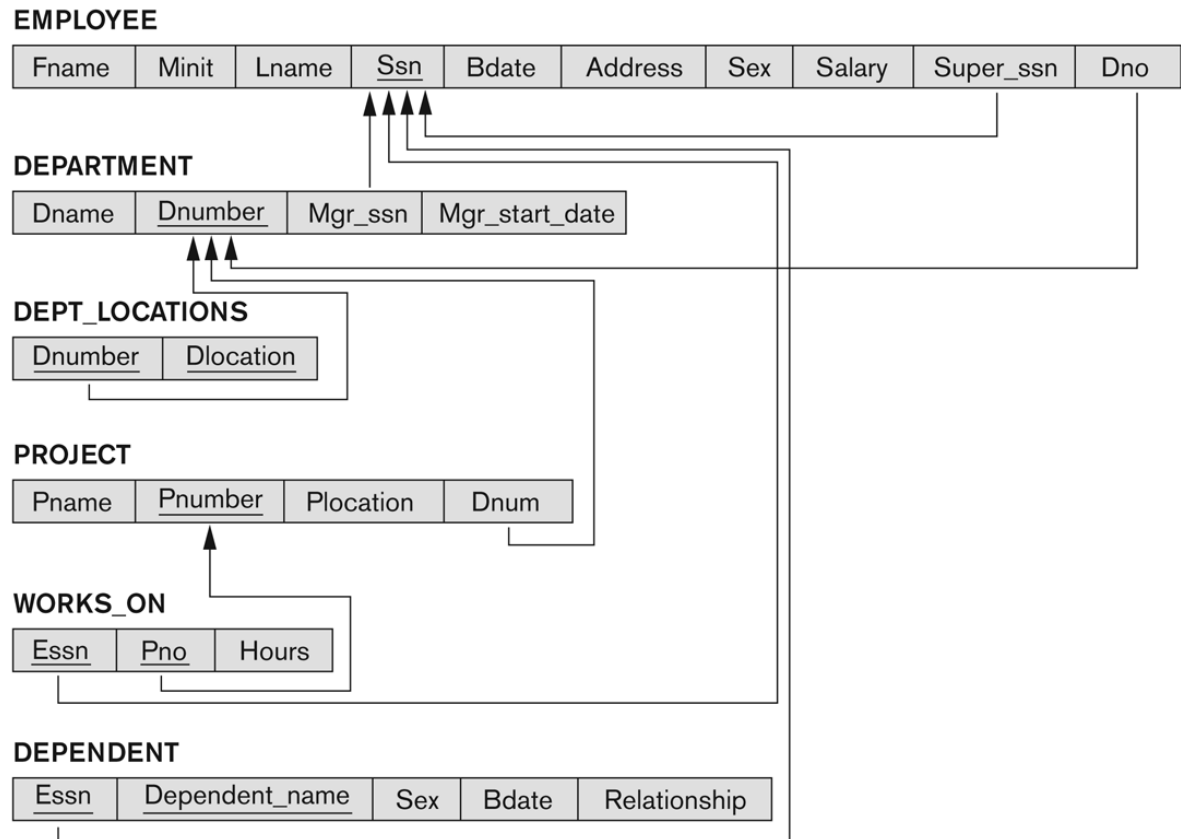 EMPLOYEE
Fname Minit Lname Ssn Bdate Address Sex Salary Super_ssn Dno
DEPARTMENT
Dname Dnumber Mgr_ssn Mgr_start_date
DEPT_LOCATIONS
Dnumber Dlocation
PROJECT
Pname Pnumber Plocation Dnum
WORKS_ON
Essn Pno Hours
DEPENDENT
Essn Dependent_name Sex Bdate Relationship